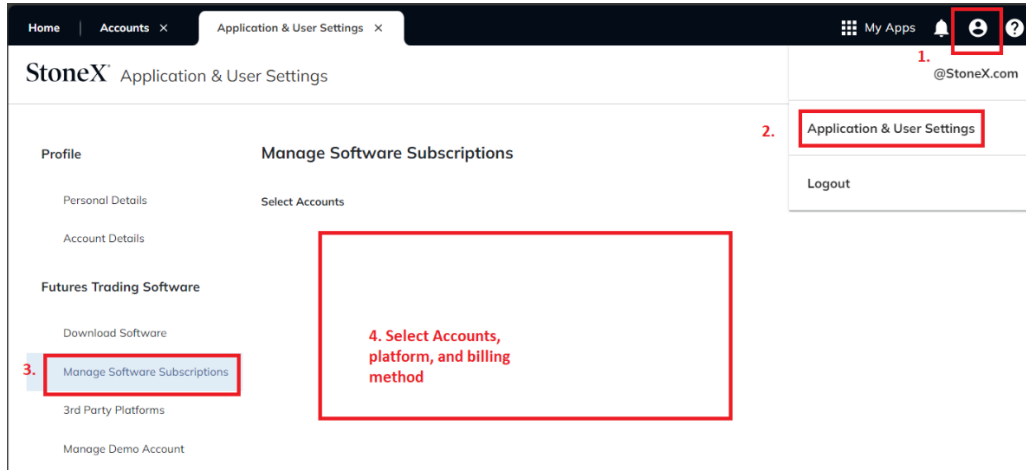 Home
Accounts ×
Application & User Settings ×
My Apps
1.
StoneX® Application & User Settings
@StoneX.com
2.
Application & User Settings
Logout
Profile
Personal Details
Account Details
Futures Trading Software
Download Software
3.
Manage Software Subscriptions
3rd Party Platforms
Manage Demo Account
Manage Software Subscriptions
Select Accounts
4. Select Accounts,
platform, and billing
method